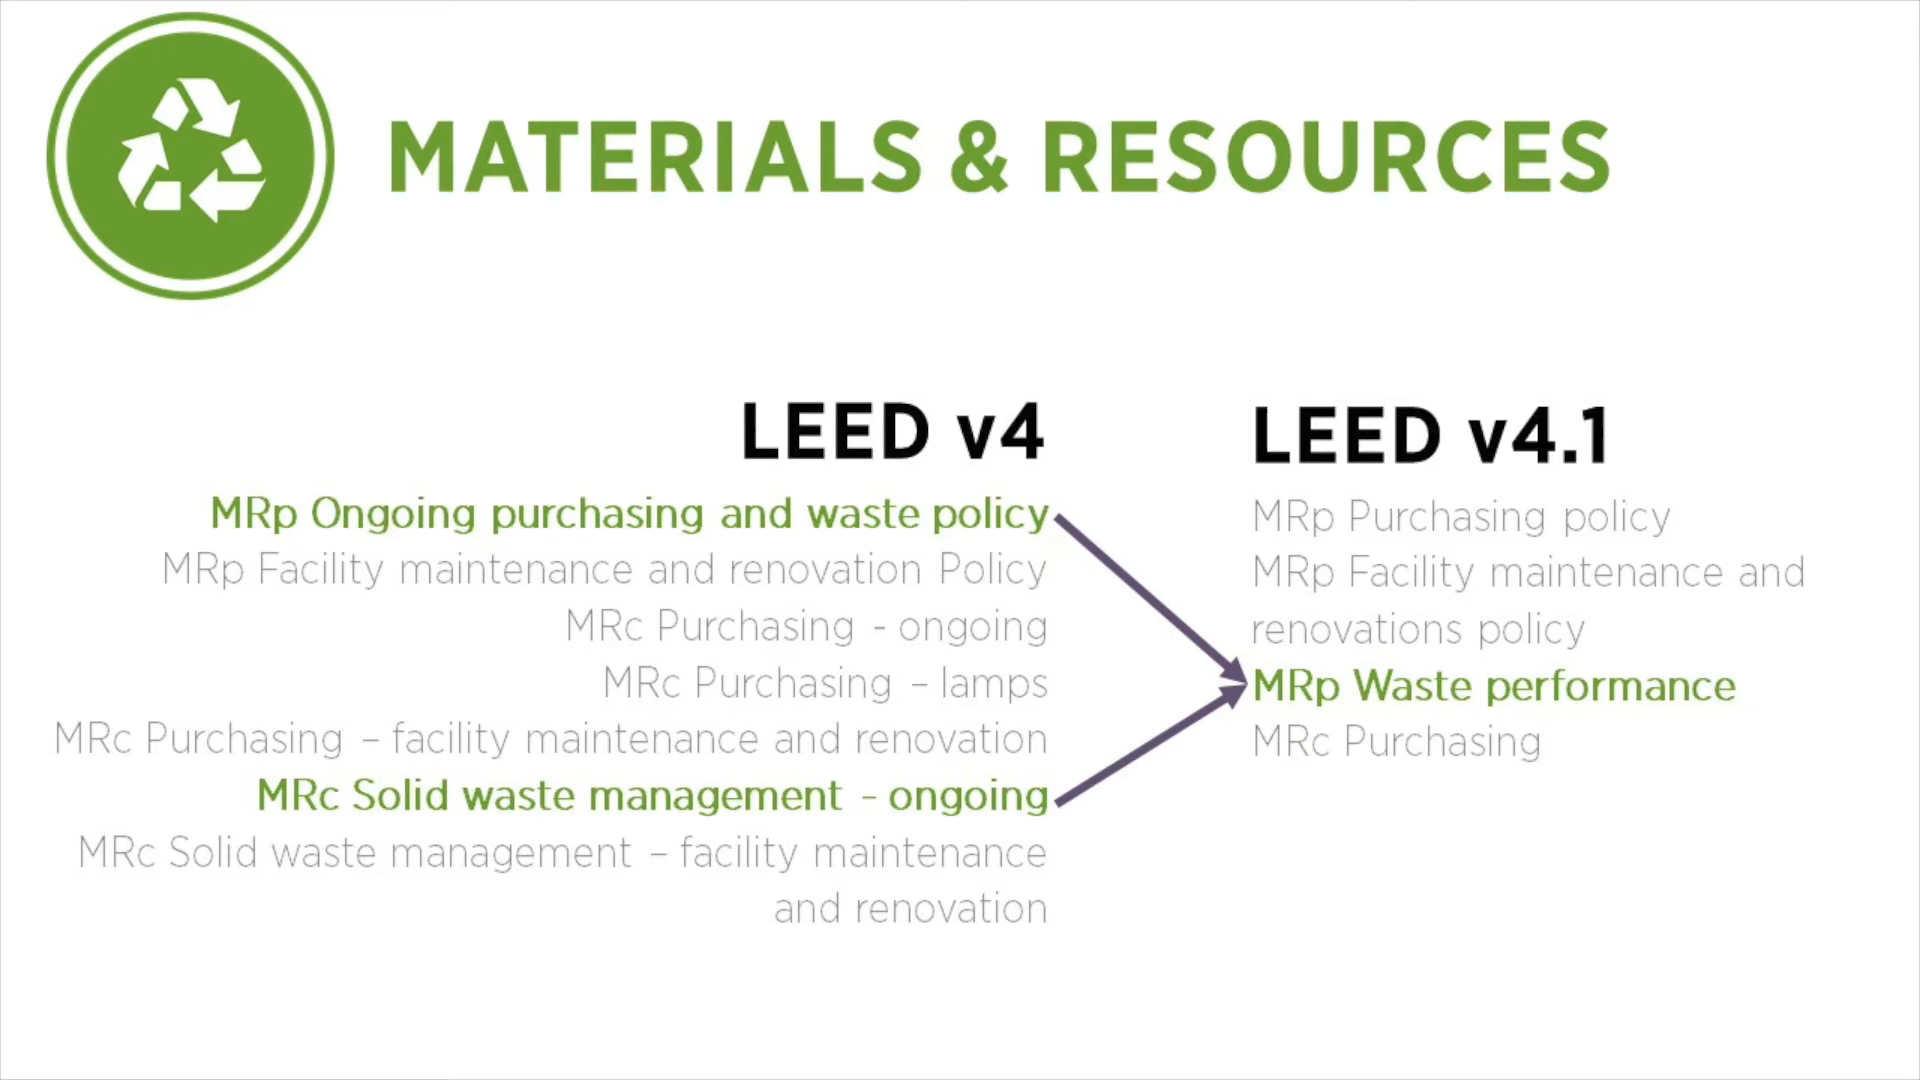 MATERIALS & RESOURCES
LEED v4
MRp Ongoing purchasing and waste policy
MRp Facility maintenance and renovation Policy
MRc Purchasing - ongoing
MRc Purchasing – lamps
MRc Purchasing – facility maintenance and renovation
MRc Solid waste management - ongoing
MRc Solid waste management – facility maintenance
and renovation
LEED v4.1
MRp Purchasing policy
MRp Facility maintenance and
renovations policy
MRp Waste performance
MRc Purchasing